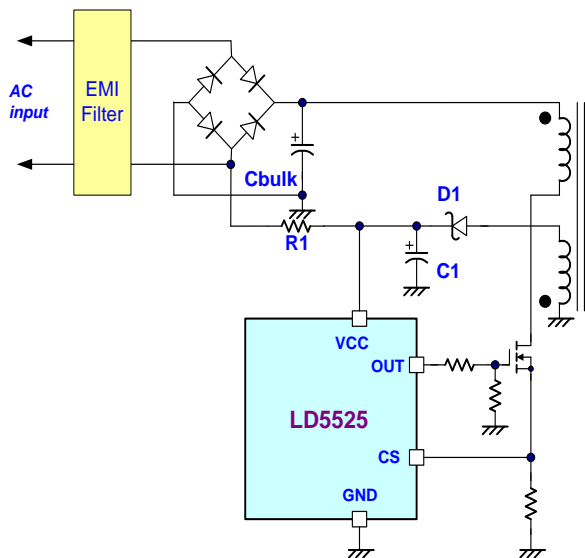 AC
input
EMI
Filter
+
Cbulk
D1
R1
+
C1
VCC
OUT
LD5525
CS
GND